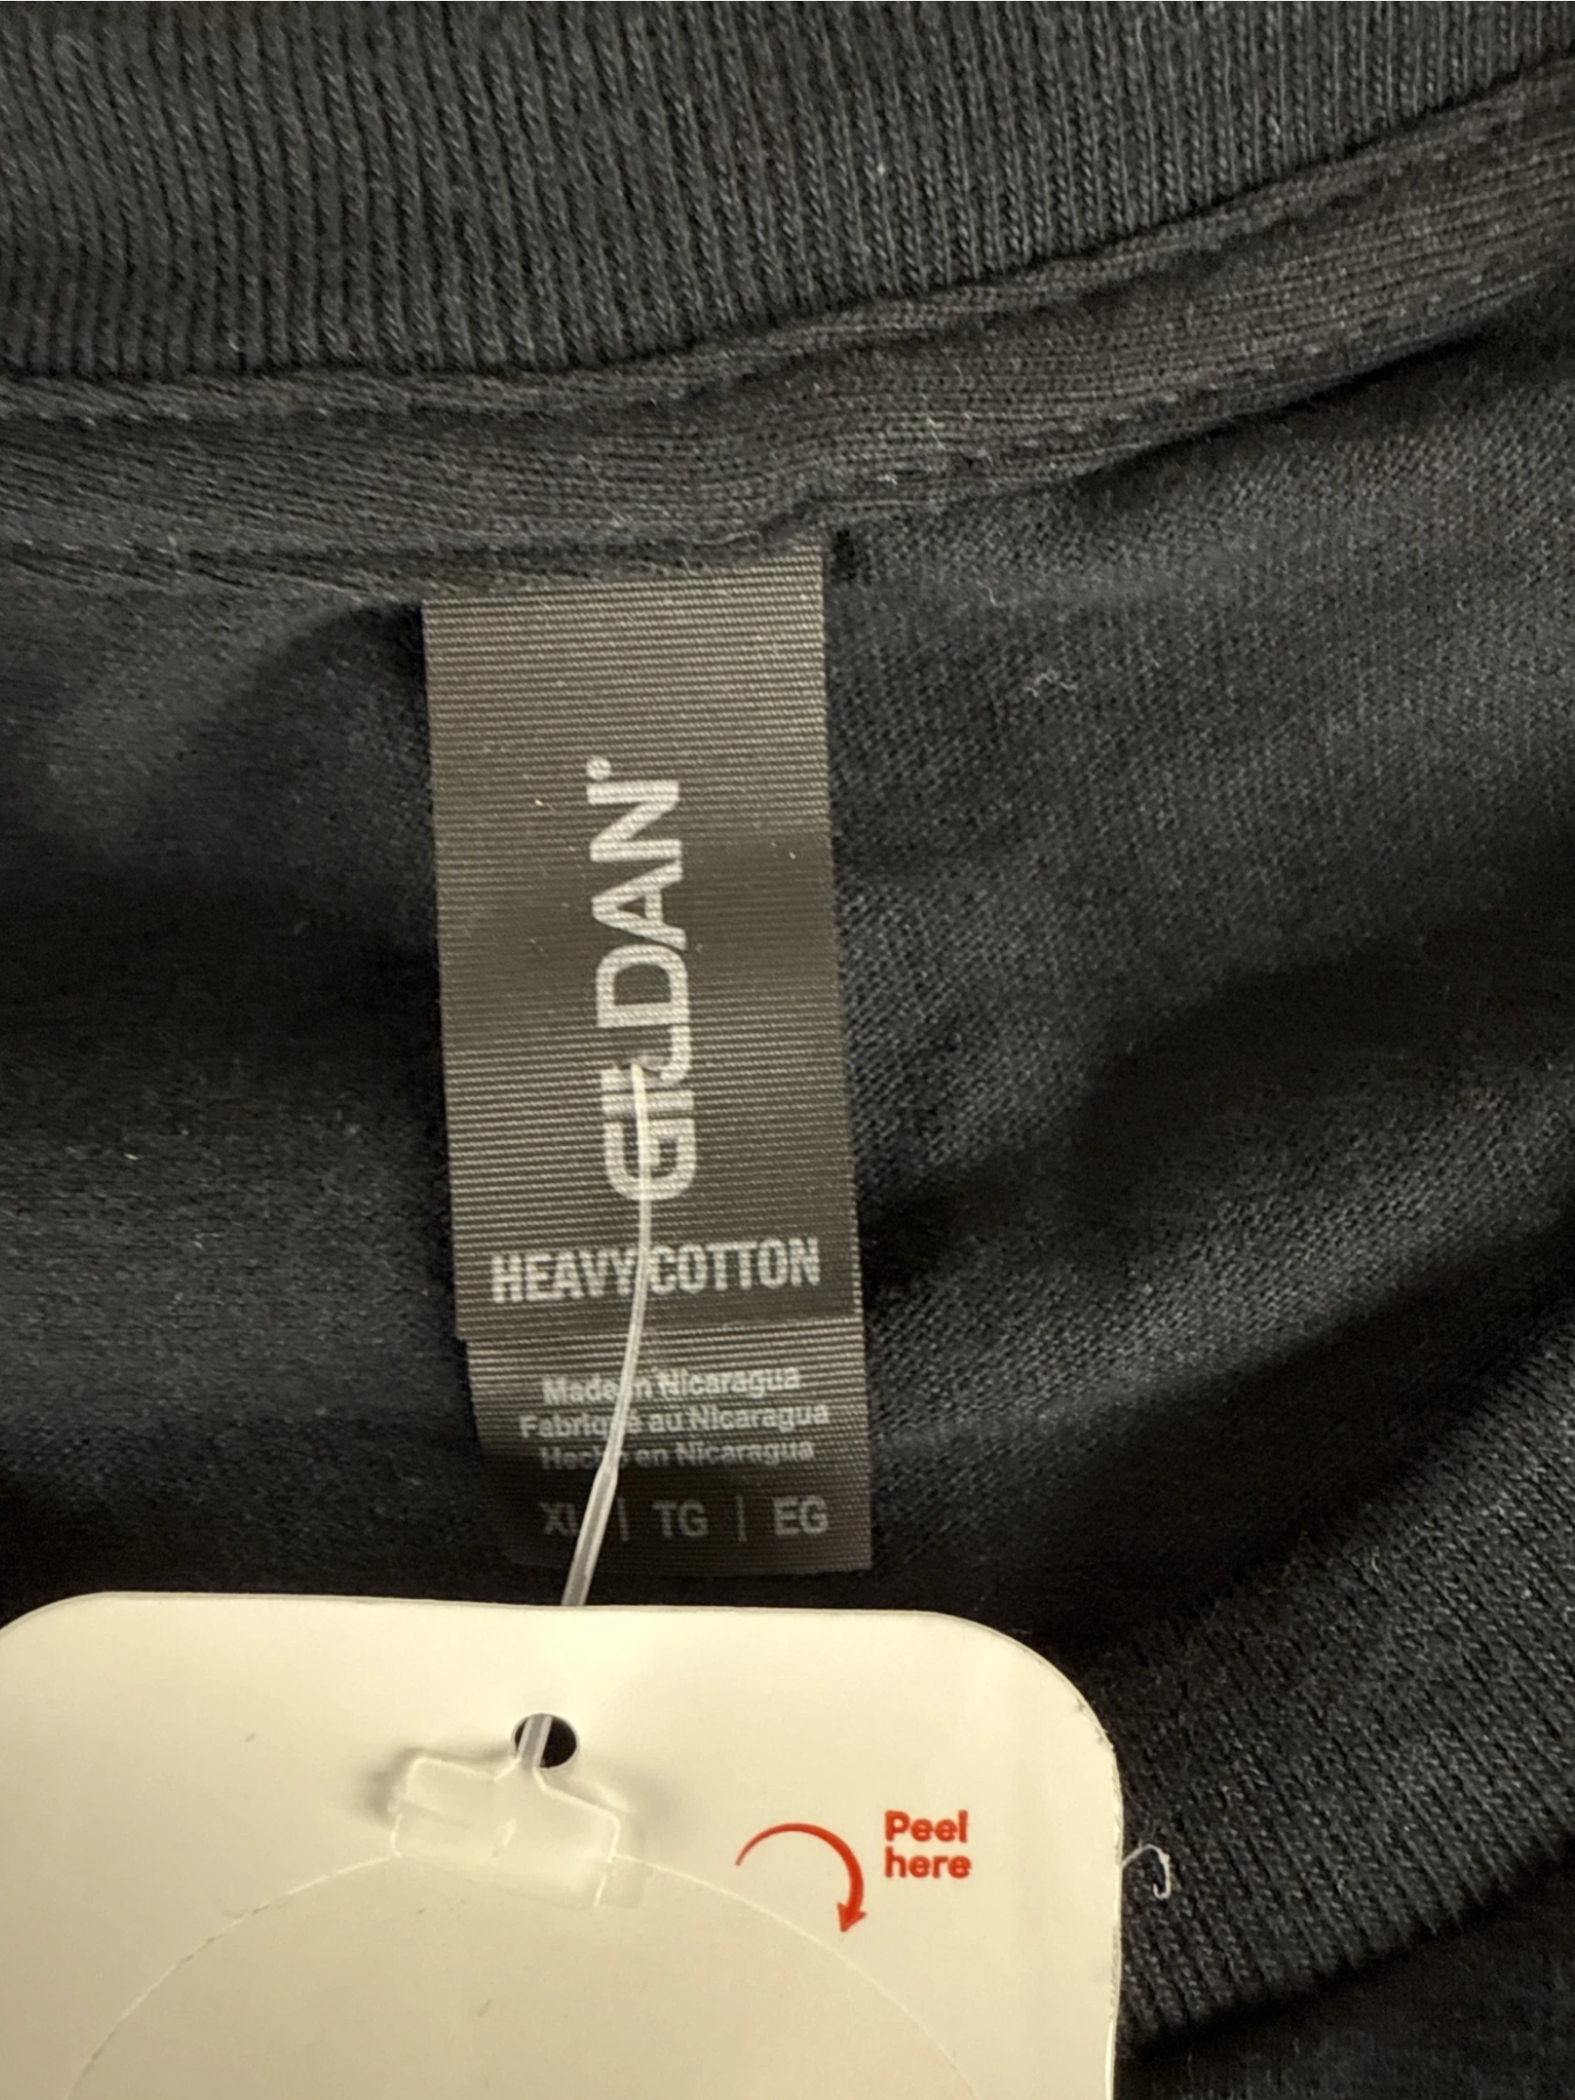 GILDAN®
HEAVY COTTON
Made in Nicaragua
Fabriqué au Nicaragua
Hecho en Nicaragua
XL | TG | EG
Peel
here